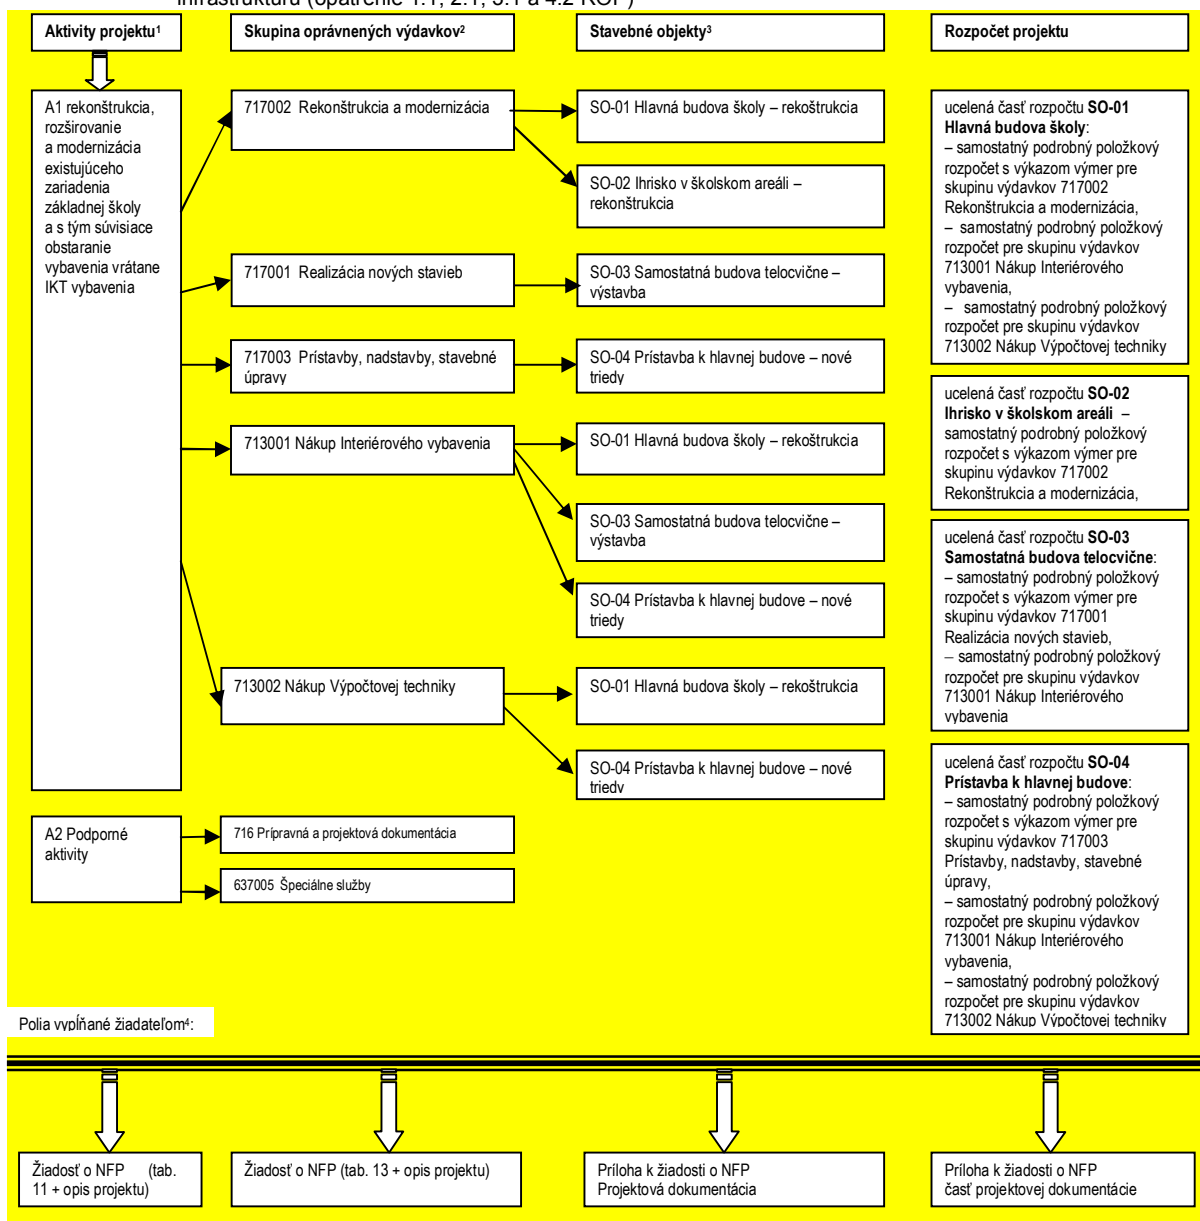 infraštruktúru (opatrenie 1.1, 2.1, 3.1 a 4.2 ROP)
Aktivity projektu¹
Skupina oprávnených výdavkov²
Stavebné objekty³
Rozpočet projektu
A1 rekonštrukcia,
rozširovanie
a modernizácia
existujúceho
zariadenia
základnej školy
a s tým súvisiace
obstaranie
vybavenia vrátane
IKT vybavenia
717002 Rekonštrukcia a modernizácia
717001 Realizácia nových stavieb
717003 Prístavby, nadstavby, stavebné
úpravy
713001 Nákup Interiérového vybavenia
713002 Nákup Výpočtovej techniky
SO-01 Hlavná budova školy – rekoštrukcia
SO-02 Ihrisko v školskom areáli –
rekonštrukcia
SO-03 Samostatná budova telocvične –
výstavba
SO-04 Prístavba k hlavnej budove – nové
triedy
SO-01 Hlavná budova školy – rekoštrukcia
SO-03 Samostatná budova telocvične –
výstavba
SO-04 Prístavba k hlavnej budove – nové
triedy
SO-01 Hlavná budova školy – rekoštrukcia
SO-04 Prístavba k hlavnej budove – nové
triedy
ucelená časť rozpočtu SO-01
Hlavná budova školy:
– samostatný podrobný položkový
rozpočet s výkazom výmer pre
skupinu výdavkov 717002
Rekonštrukcia a modernizácia,
– samostatný podrobný položkový
rozpočet pre skupinu výdavkov
713001 Nákup Interiérového
vybavenia,
– samostatný podrobný položkový
rozpočet pre skupinu výdavkov
713002 Nákup Výpočtovej techniky
ucelená časť rozpočtu SO-02
Ihrisko v školskom areáli –
samostatný podrobný položkový
rozpočet s výkazom výmer pre
skupinu výdavkov 717002
Rekonštrukcia a modernizácia,
ucelená časť rozpočtu SO-03
Samostatná budova telocvične:
– samostatný podrobný položkový
rozpočet s výkazom výmer pre
skupinu výdavkov 717001
Realizácia nových stavieb,
– samostatný podrobný položkový
rozpočet pre skupinu výdavkov
713001 Nákup Interiérového
vybavenia
ucelená časť rozpočtu SO-04
Prístavba k hlavnej budove:
– samostatný podrobný položkový
rozpočet s výkazom výmer pre
skupinu výdavkov 717003
Prístavby, nadstavby, stavebné
úpravy,
– samostatný podrobný položkový
rozpočet pre skupinu výdavkov
713001 Nákup Interiérového
vybavenia,
– samostatný podrobný položkový
rozpočet pre skupinu výdavkov
713002 Nákup Výpočtovej techniky
A2 Podporné
aktivity
716 Prípravná a projektová dokumentácia
637005 Špeciálne služby
Polia vypĺňané žiadateľom⁴:
Žiadosť o NFP (tab.
11 + opis projektu)
Žiadosť o NFP (tab. 13 + opis projektu)
Príloha k žiadosti o NFP
Projektová dokumentácia
Príloha k žiadosti o NFP
časť projektovej dokumentácie